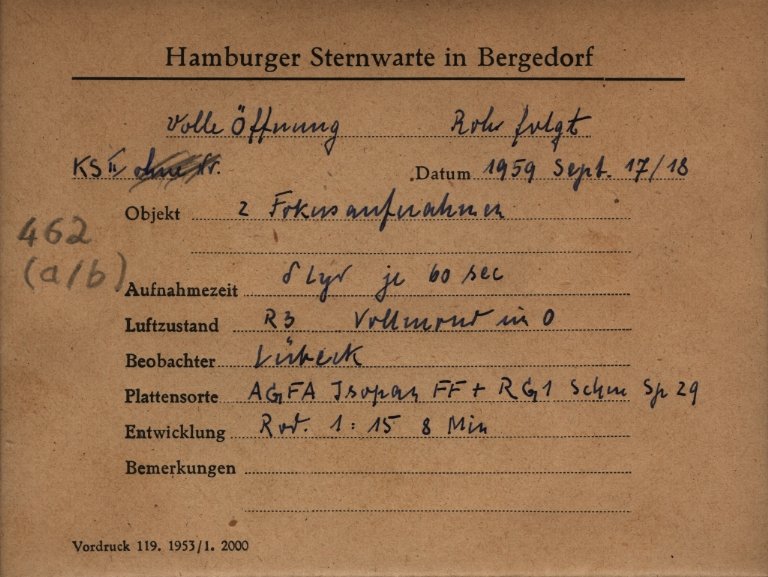 Hamburger Sternwarte in Bergedorf
Volle Öffnung Rohr folgt
KS II
Datum 1959 Sept. 17/18
Objekt 2 Fokusaufnahmen
462
(a/b)
Aufnahmezeit δ Lyr je 60 sec
Luftzustand R3 Vollmond in O
Beobachter Lübeck
Plattensorte AGFA Isopan FF + RG1 Schm Sp 29
Entwicklung Rod. 1:15 8 Min
Bemerkungen
Vordruck 119. 1953/1. 2000